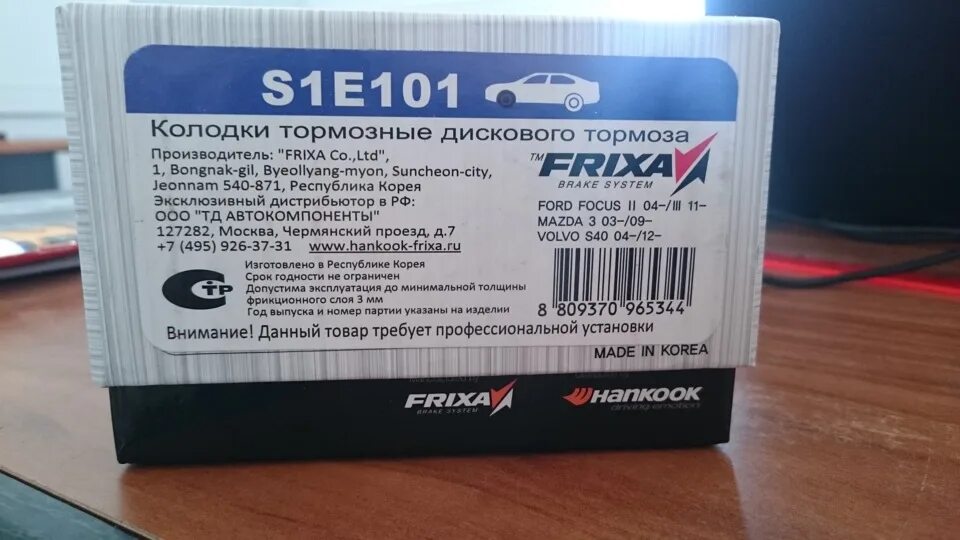 S1E101
Колодки тормозные дискового тормоза
Производитель: "FRIXA Co.,Ltd",
1, Bongnak-gil, Byeollyang-myon, Suncheon-city,
Jeonnam 540-871, Республика Корея
Эксклюзивный дистрибьютор в РФ:
ООО "ТД АВТОКОМПОНЕНТЫ"
127282, Москва, Чермянский проезд, д.7
+7 (495) 926-37-31 www.hankook-frixa.ru
TM FRIXA
BRAKE SYSTEM
FORD FOCUS II 04-/III 11-
MAZDA 3 03-/09-
VOLVO S40 04-/12-
СТР
Изготовлено в Республике Корея
Срок годности не ограничен
Допустима эксплуатация до минимальной толщины
фрикционного слоя 3 мм
Год выпуска и номер партии указаны на изделии
8 809370 965344
Внимание! Данный товар требует профессиональной установки
MADE IN KOREA
FRIXA
BRAKE SYSTEM
HANKOOK
driving emotion